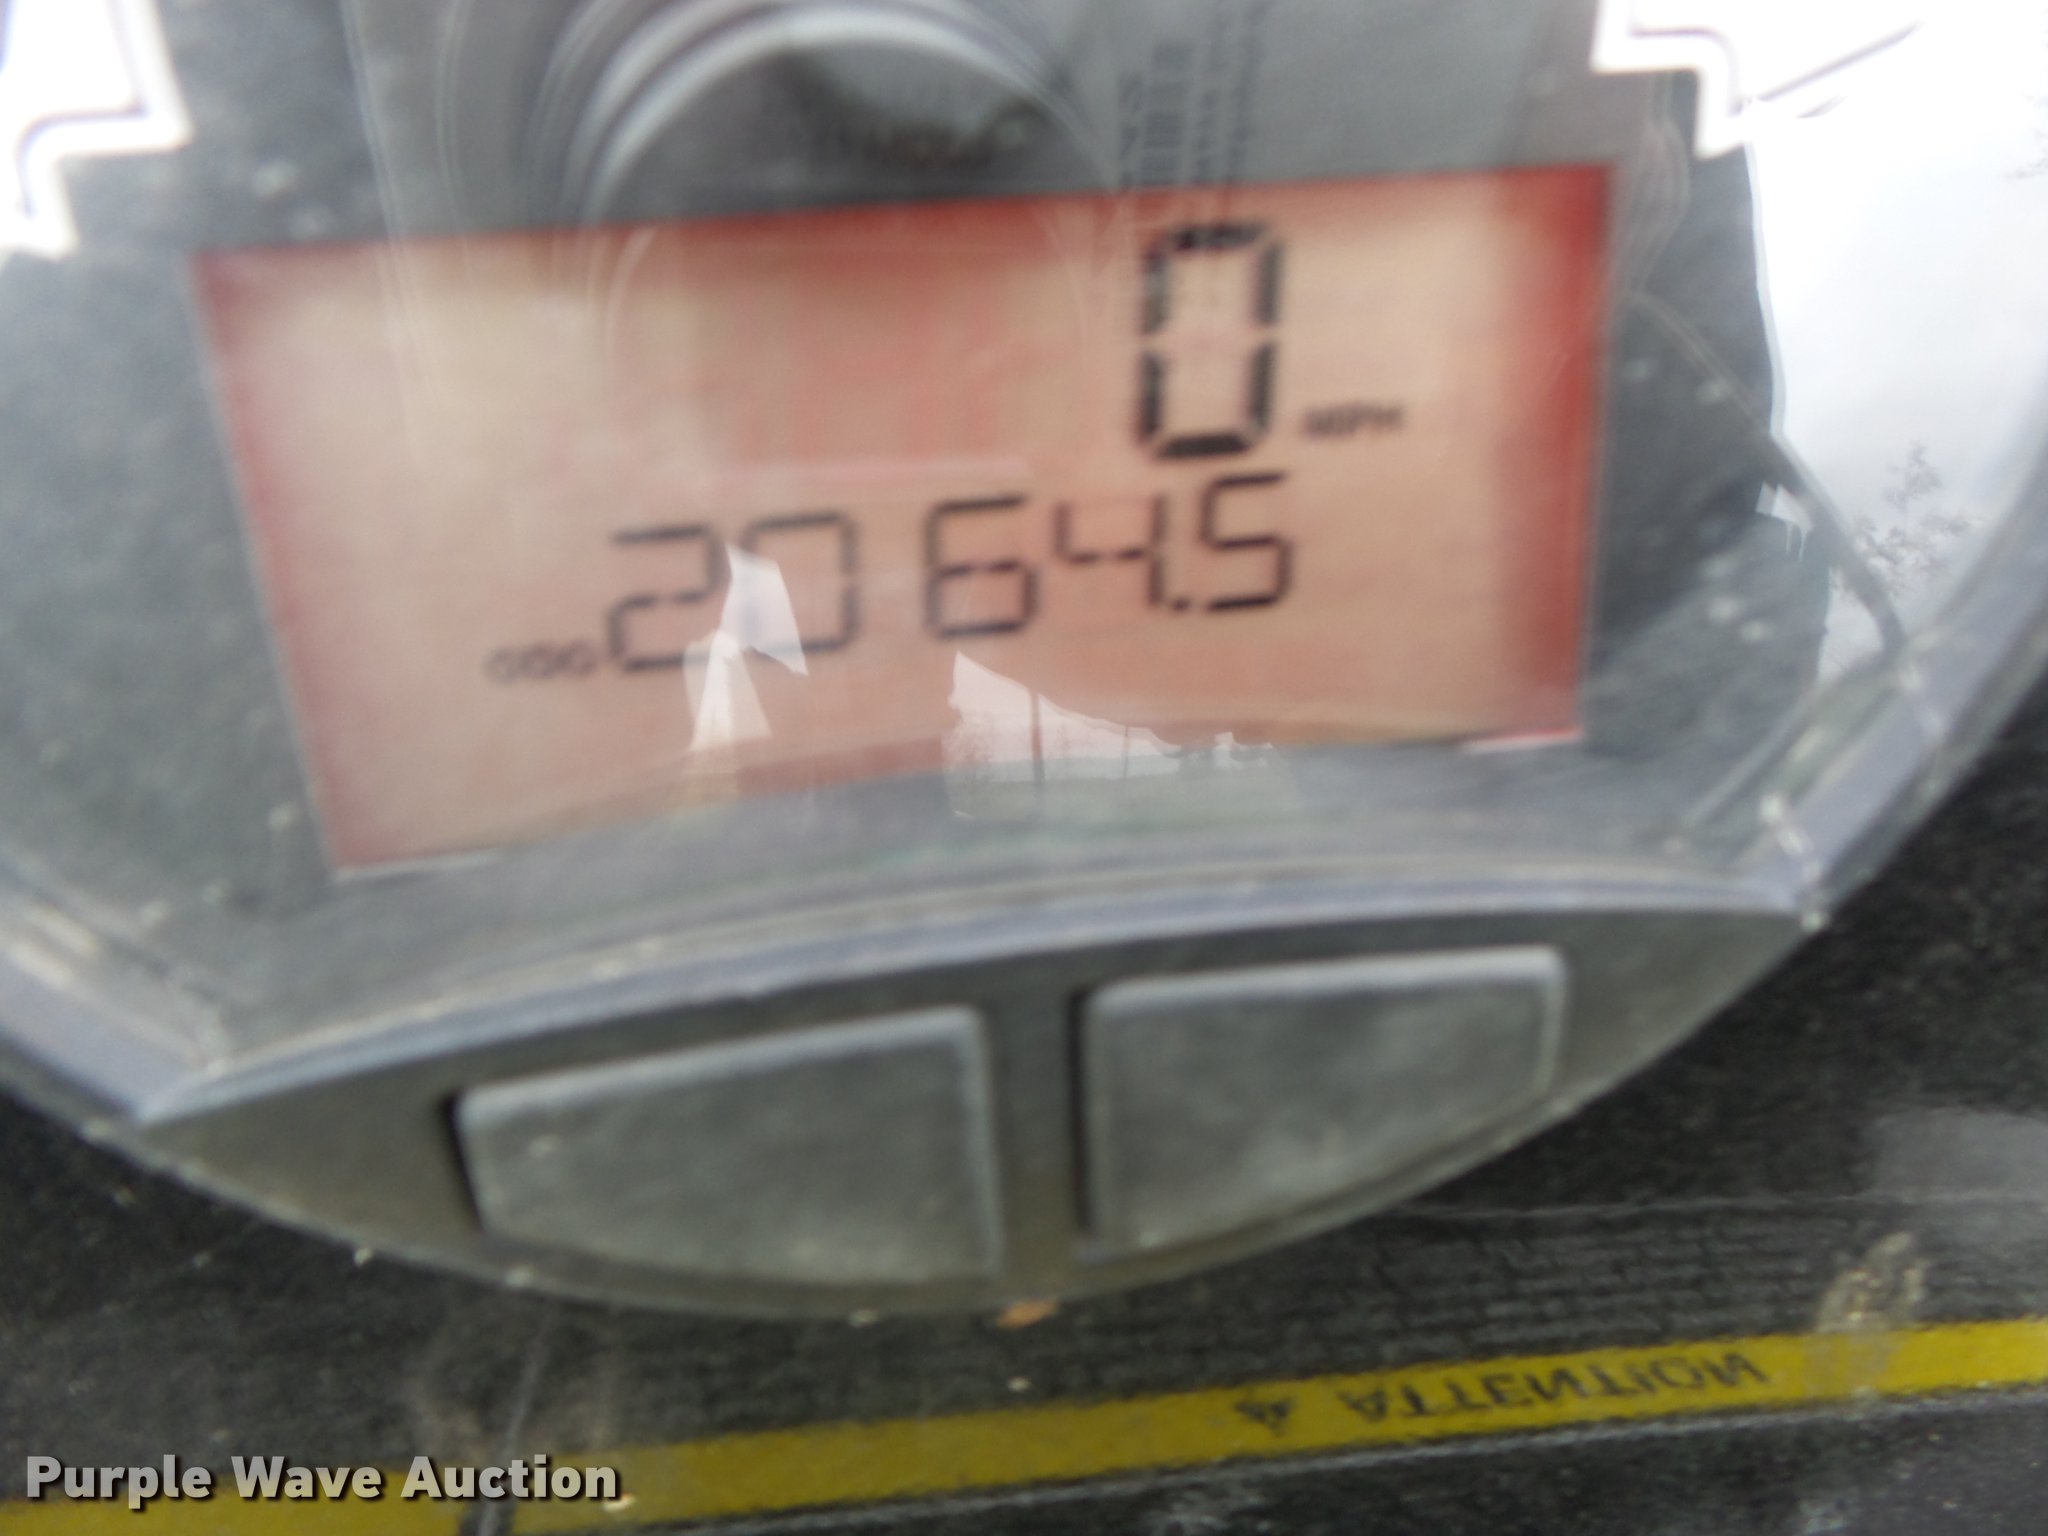 0 MPH
ODO 2064.5
ATTENTION
Purple Wave Auction